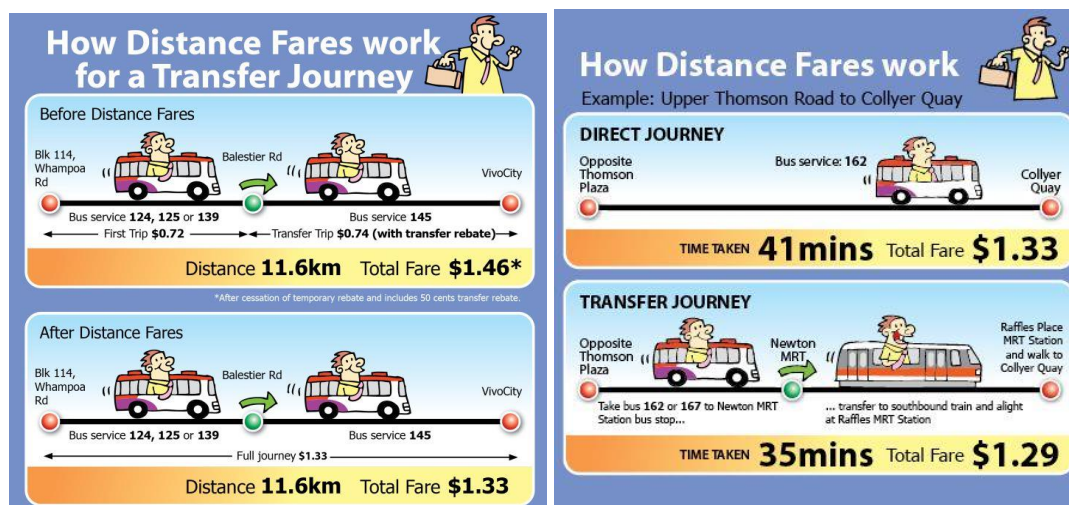 How Distance Fares work
for a Transfer Journey
Before Distance Fares
Blk 114,
Whampoa
Rd
Balestier Rd
VivoCity
Bus service 124, 125 or 139
Bus service 145
First Trip $0.72
Transfer Trip $0.74 (with transfer rebate)
Distance 11.6km Total Fare $1.46*
*After cessation of temporary rebate and includes 50 cents transfer rebate.
After Distance Fares
Blk 114,
Whampoa
Rd
Balestier Rd
VivoCity
Bus service 124, 125 or 139
Bus service 145
Full journey $1.33
Distance 11.6km Total Fare $1.33
How Distance Fares work
Example: Upper Thomson Road to Collyer Quay
DIRECT JOURNEY
Opposite
Thomson
Plaza
Bus service: 162
Collyer
Quay
TIME TAKEN 41mins Total Fare $1.33
TRANSFER JOURNEY
Opposite
Thomson
Plaza
Newton
MRT
Raffles Place
MRT Station
and walk to
Collyer Quay
Take bus 162 or 167 to Newton MRT
Station bus stop...
... transfer to southbound train and alight
at Raffles MRT Station
TIME TAKEN 35mins Total Fare $1.29